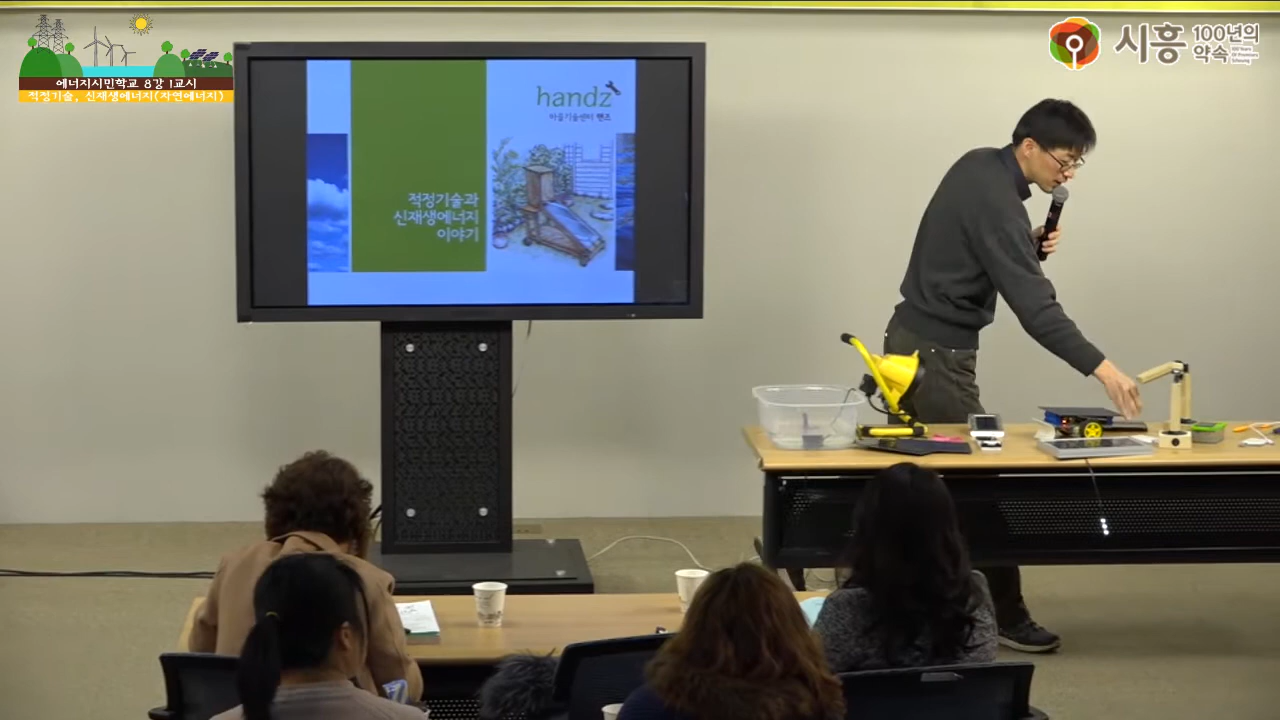 에너지시민학교 8강 1교시
적정기술, 신재생에너지(자연에너지)
시흥 100년의
약속
handz
마을기술센터 핸즈
적정기술과
신재생에너지
이야기